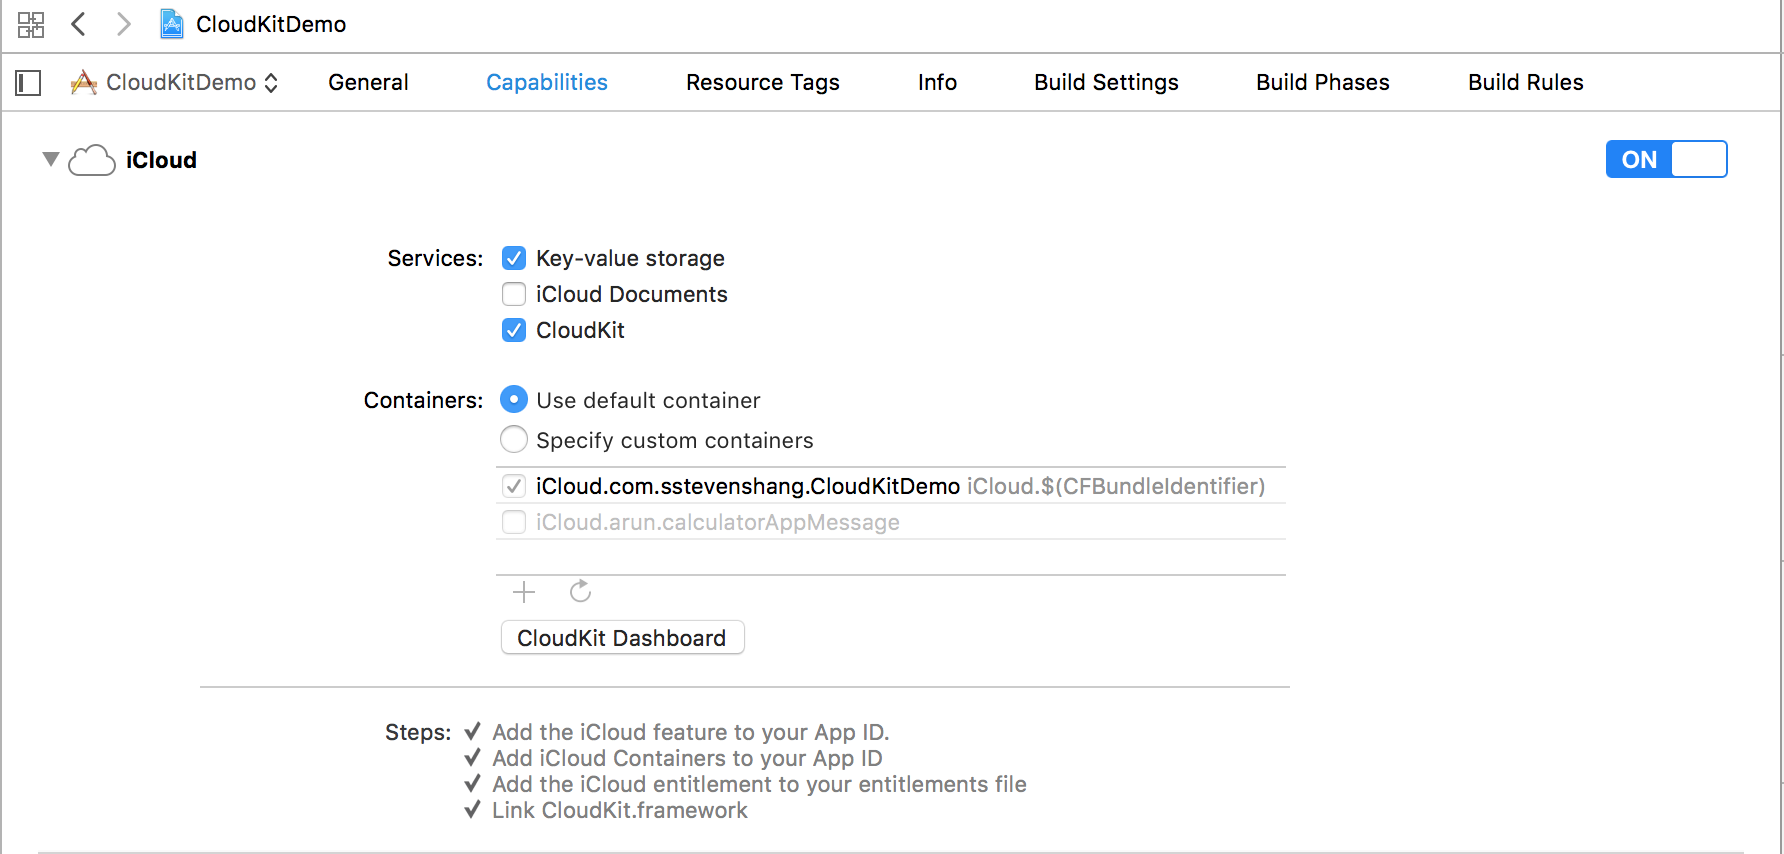 CloudKitDemo
CloudKitDemo General Capabilities Resource Tags Info Build Settings Build Phases Build Rules
iCloud ON
Services: Key-value storage
iCloud Documents
CloudKit
Containers: Use default container
Specify custom containers
iCloud.com.sstevenshang.CloudKitDemo iCloud.$(CFBundleIdentifier)
iCloud.arun.calculatorAppMessage
CloudKit Dashboard
Steps: Add the iCloud feature to your App ID.
Add iCloud Containers to your App ID
Add the iCloud entitlement to your entitlements file
Link CloudKit.framework